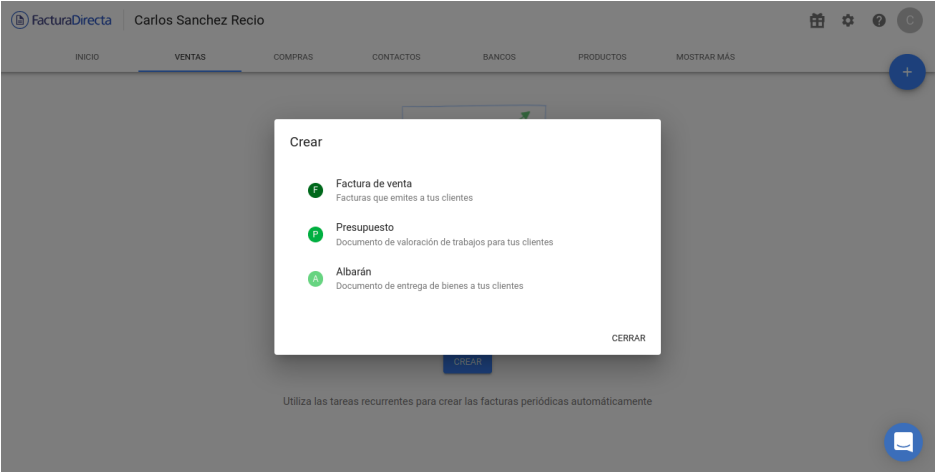 FacturaDirecta
Carlos Sanchez Recio
C
INICIO
VENTAS
COMPRAS
CONTACTOS
BANCOS
PRODUCTOS
MOSTRAR MÁS
+
Crear
F
Factura de venta
Facturas que emites a tus clientes
P
Presupuesto
Documento de valoración de trabajos para tus clientes
A
Albarán
Documento de entrega de bienes a tus clientes
CERRAR
CREAR
Utiliza las tareas recurrentes para crear las facturas periódicas automáticamente